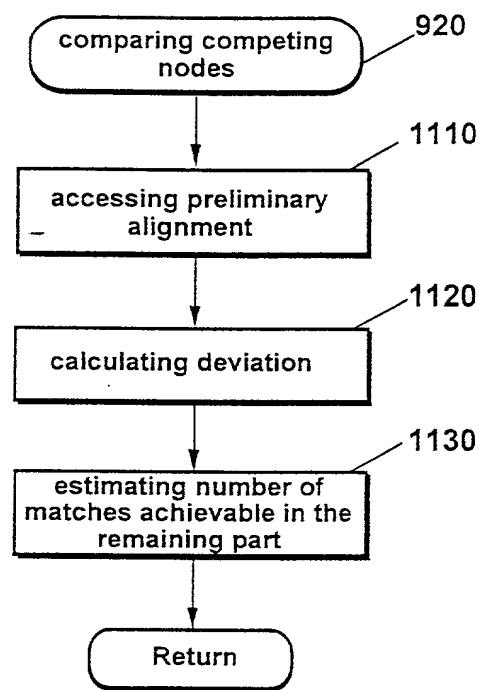 920
comparing competing
nodes
1110
accessing preliminary
alignment
1120
calculating deviation
1130
estimating number of
matches achievable in the
remaining part
Return